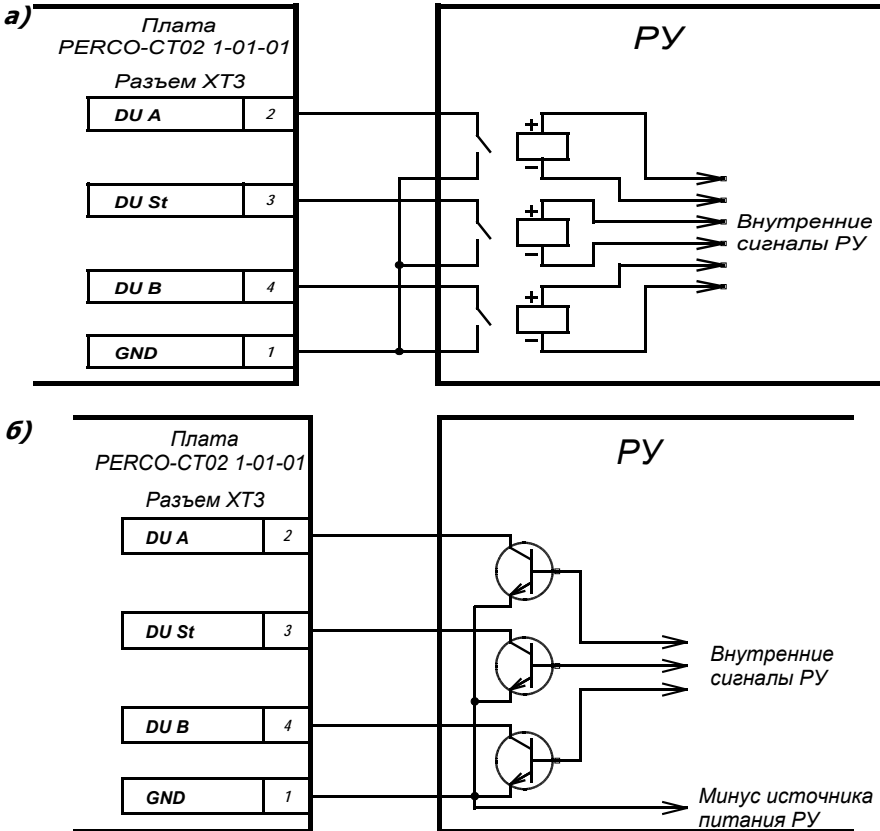 а)
Плата
PERCO-CT02 1-01-01
РУ
Разъем XT3
DU A 2
+
−
DU St 3
+
−
Внутренние
сигналы РУ
DU B 4
+
−
GND 1
б)
Плата
PERCO-CT02 1-01-01
РУ
Разъем XT3
DU A 2
DU St 3
Внутренние
сигналы РУ
DU B 4
GND 1
Минус источника
питания РУ